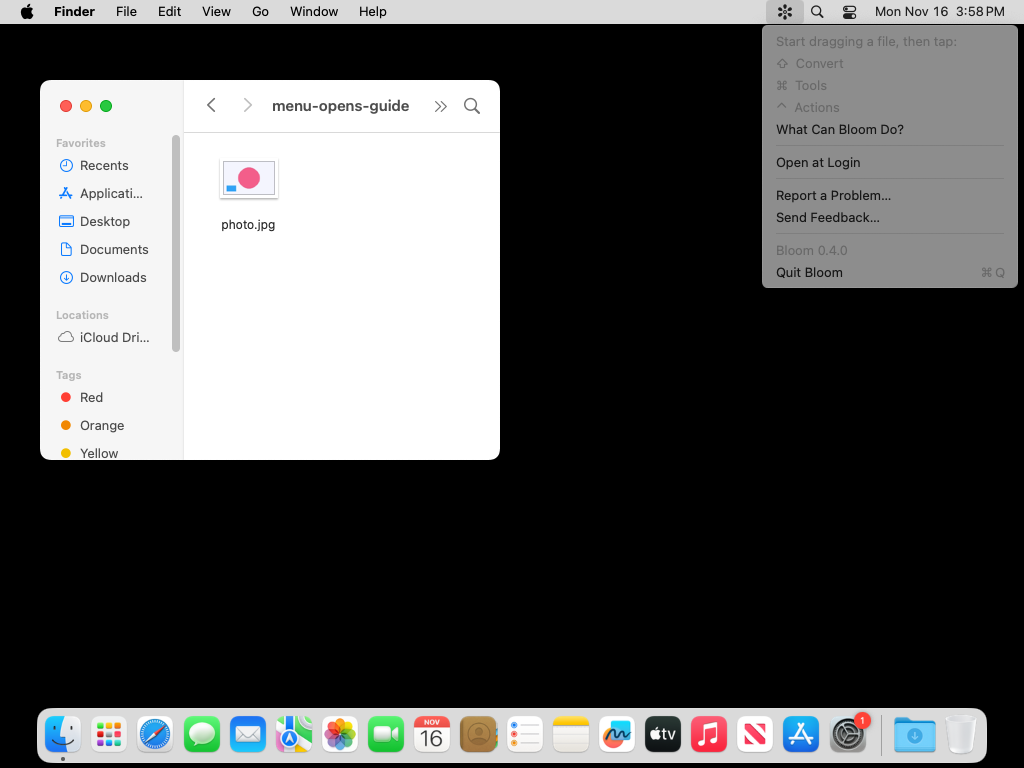 Finder File Edit View Go Window Help Mon Nov 16 3:58 PM
Start dragging a file, then tap:
Convert
Tools
Actions
What Can Bloom Do?
Open at Login
Report a Problem...
Send Feedback...
Bloom 0.4.0
Quit Bloom ⌘ Q
menu-opens-guide
Favorites
Recents
Applicati...
Desktop
Documents
Downloads
Locations
iCloud Dri...
Tags
Red
Orange
Yellow
photo.jpg
NOV
16
tv
1